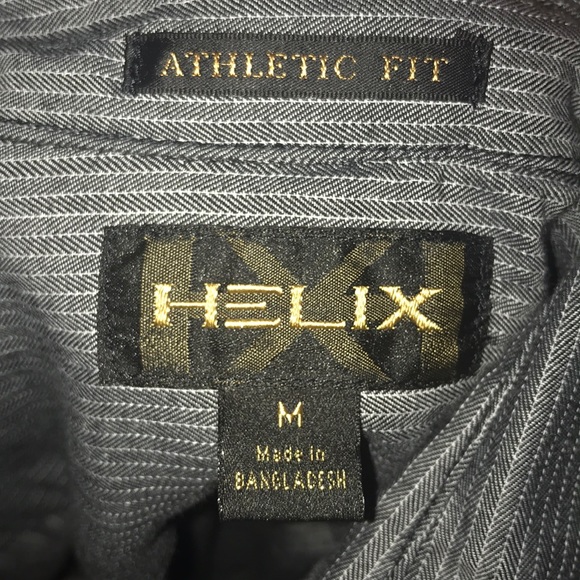 ATHLETIC FIT
HELIX
M
Made in
BANGLADESH